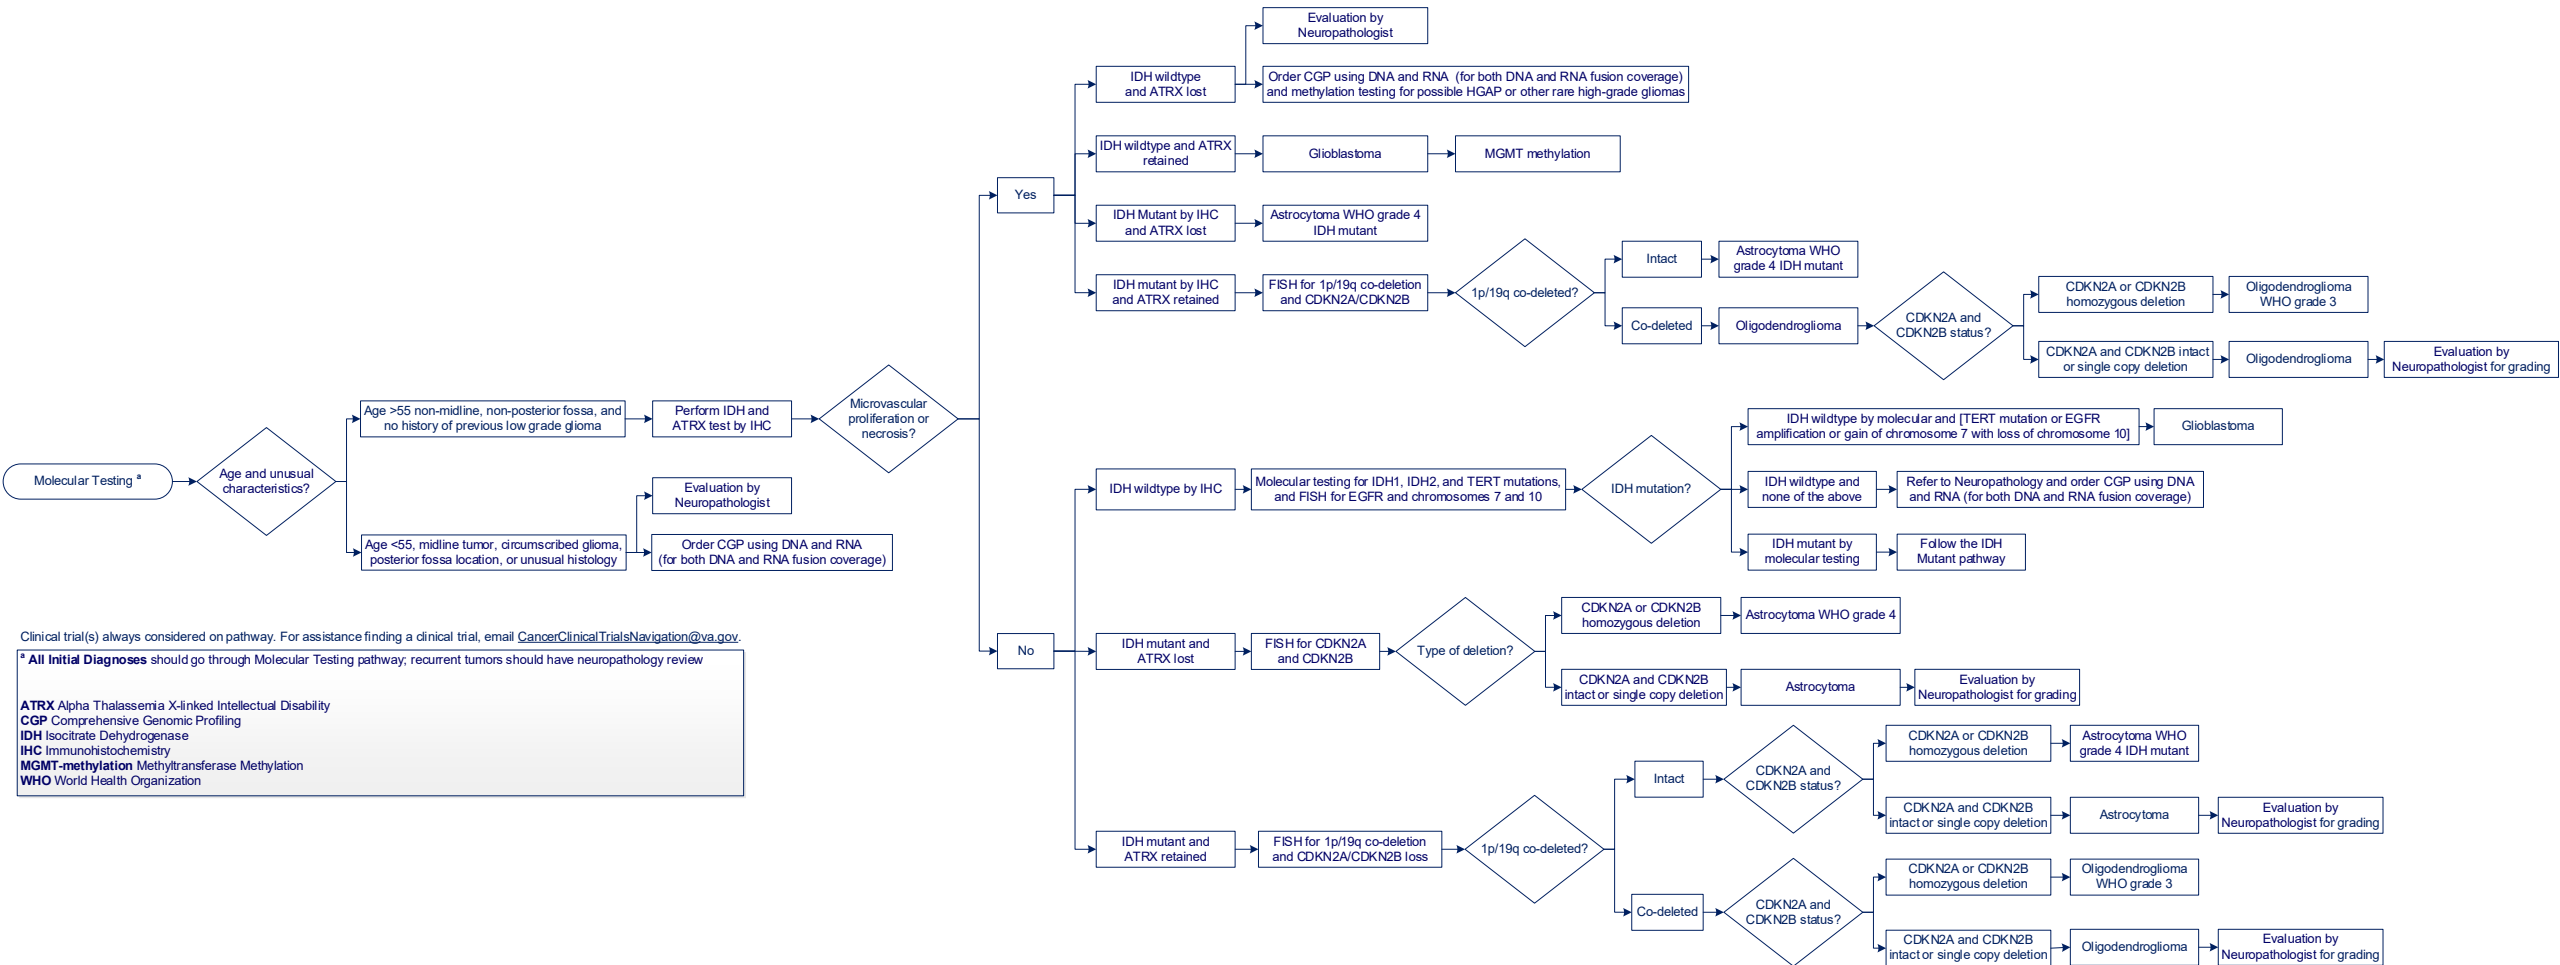 Evaluation by
Neuropathologist
IDH wildtype
and ATRX lost
Order CGP using DNA and RNA (for both DNA and RNA fusion coverage)
and methylation testing for possible HGAP or other rare high-grade gliomas
IDH wildtype and ATRX
retained
Glioblastoma
MGMT methylation
Yes
IDH Mutant by IHC
and ATRX lost
Astrocytoma WHO grade 4
IDH mutant
IDH mutant by IHC
and ATRX retained
FISH for 1p/19q co-deletion
and CDKN2A/CDKN2B
1p/19q co-deleted?
Intact
Astrocytoma WHO
grade 4 IDH mutant
Co-deleted
Oligodendroglioma
CDKN2A and
CDKN2B status?
CDKN2A or CDKN2B
homozygous deletion
Oligodendroglioma
WHO grade 3
CDKN2A and CDKN2B intact
or single copy deletion
Oligodendroglioma
Evaluation by
Neuropathologist for grading
Molecular Testing a
Age and unusual
characteristics?
Age >55 non-midline, non-posterior fossa, and
no history of previous low grade glioma
Perform IDH and
ATRX test by IHC
Microvascular
proliferation or
necrosis?
Evaluation by
Neuropathologist
Age <55, midline tumor, circumscribed glioma,
posterior fossa location, or unusual histology
Order CGP using DNA and RNA
(for both DNA and RNA fusion coverage)
No
IDH wildtype by IHC
Molecular testing for IDH1, IDH2, and TERT mutations,
and FISH for EGFR and chromosomes 7 and 10
IDH mutation?
IDH wildtype by molecular and [TERT mutation or EGFR
amplification or gain of chromosome 7 with loss of chromosome 10]
Glioblastoma
IDH wildtype and
none of the above
Refer to Neuropathology and order CGP using DNA
and RNA (for both DNA and RNA fusion coverage)
IDH mutant by
molecular testing
Follow the IDH
Mutant pathway
IDH mutant and
ATRX lost
FISH for CDKN2A
and CDKN2B
Type of deletion?
CDKN2A or CDKN2B
homozygous deletion
Astrocytoma WHO grade 4
CDKN2A and CDKN2B
intact or single copy deletion
Astrocytoma
Evaluation by
Neuropathologist for grading
IDH mutant and
ATRX retained
FISH for 1p/19q co-deletion
and CDKN2A/CDKN2B loss
1p/19q co-deleted?
Intact
CDKN2A and
CDKN2B status?
CDKN2A or CDKN2B
homozygous deletion
Astrocytoma WHO
grade 4 IDH mutant
CDKN2A and CDKN2B
intact or single copy deletion
Astrocytoma
Evaluation by
Neuropathologist for grading
Co-deleted
CDKN2A and
CDKN2B status?
CDKN2A or CDKN2B
homozygous deletion
Oligodendroglioma
WHO grade 3
CDKN2A and CDKN2B
intact or single copy deletion
Oligodendroglioma
Evaluation by
Neuropathologist for grading
Clinical trial(s) always considered on pathway. For assistance finding a clinical trial, email CancerClinicalTrialsNavigation@va.gov.
a All Initial Diagnoses should go through Molecular Testing pathway; recurrent tumors should have neuropathology review
ATRX Alpha Thalassemia X-linked Intellectual Disability
CGP Comprehensive Genomic Profiling
IDH Isocitrate Dehydrogenase
IHC Immunohistochemistry
MGMT-methylation Methyltransferase Methylation
WHO World Health Organization